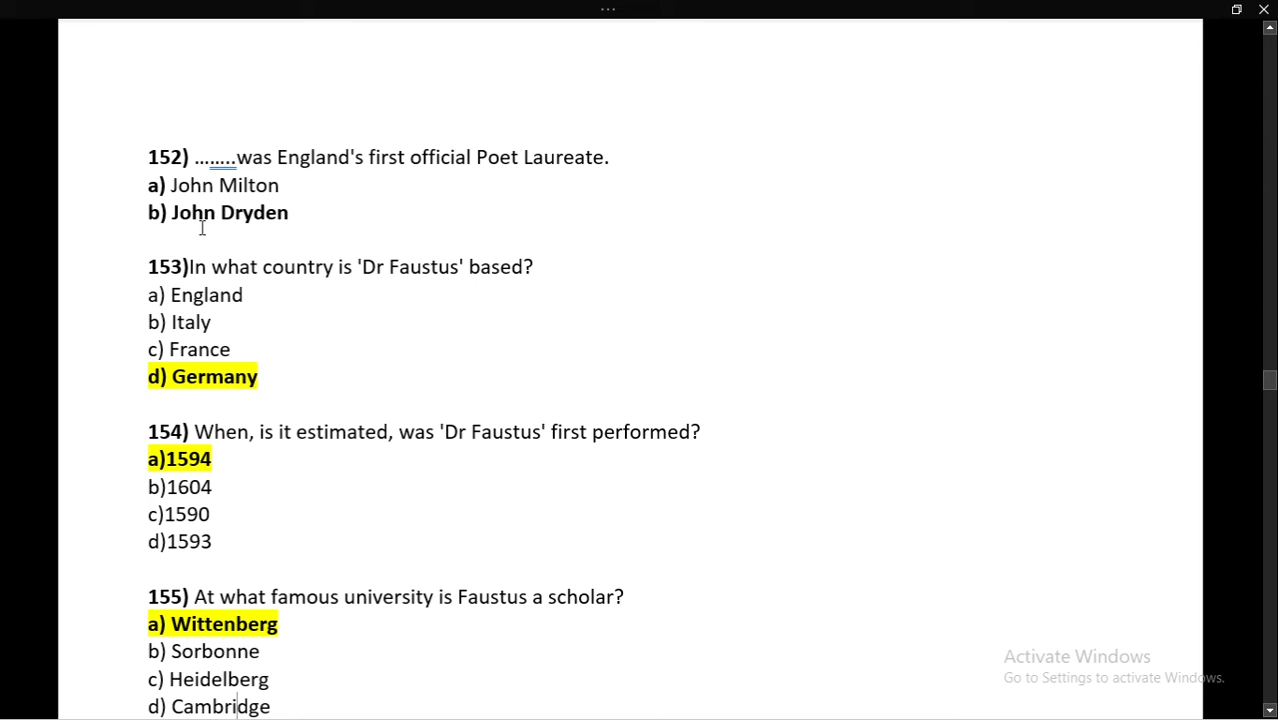 152) ........was England's first official Poet Laureate.
a) John Milton
b) John Dryden
153)In what country is 'Dr Faustus' based?
a) England
b) Italy
c) France
d) Germany
154) When, is it estimated, was 'Dr Faustus' first performed?
a)1594
b)1604
c)1590
d)1593
155) At what famous university is Faustus a scholar?
a) Wittenberg
b) Sorbonne
c) Heidelberg
d) Cambridge
Activate Windows
Go to Settings to activate Windows.